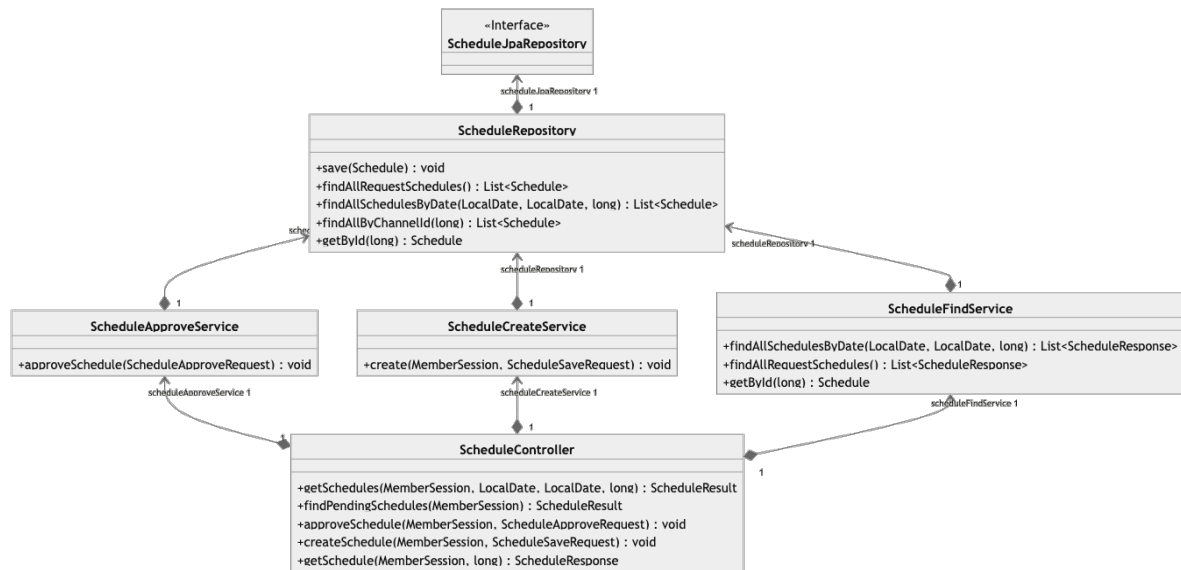 «Interface»
ScheduleJpaRepository
scheduleJpaRepository 1
1
ScheduleRepository
+save(Schedule) : void
+findAllRequestSchedules() : List<Schedule>
+findAllSchedulesByDate(LocalDate, LocalDate, long) : List<Schedule>
+findAllByChannelId(long) : List<Schedule>
+getById(long) : Schedule
scheduleRepository 1
scheduleRepository 1
1
1
1
ScheduleApproveService
+approveSchedule(ScheduleApproveRequest) : void
ScheduleCreateService
+create(MemberSession, ScheduleSaveRequest) : void
ScheduleFindService
+findAllSchedulesByDate(LocalDate, LocalDate, long) : List<ScheduleResponse>
+findAllRequestSchedules() : List<ScheduleResponse>
+getById(long) : Schedule
scheduleApproveService 1
scheduleCreateService 1
scheduleFindService 1
1
1
1
ScheduleController
+getSchedules(MemberSession, LocalDate, LocalDate, long) : ScheduleResult
+findPendingSchedules(MemberSession) : ScheduleResult
+approveSchedule(MemberSession, ScheduleApproveRequest) : void
+createSchedule(MemberSession, ScheduleSaveRequest) : void
+getSchedule(MemberSession, long) : ScheduleResponse